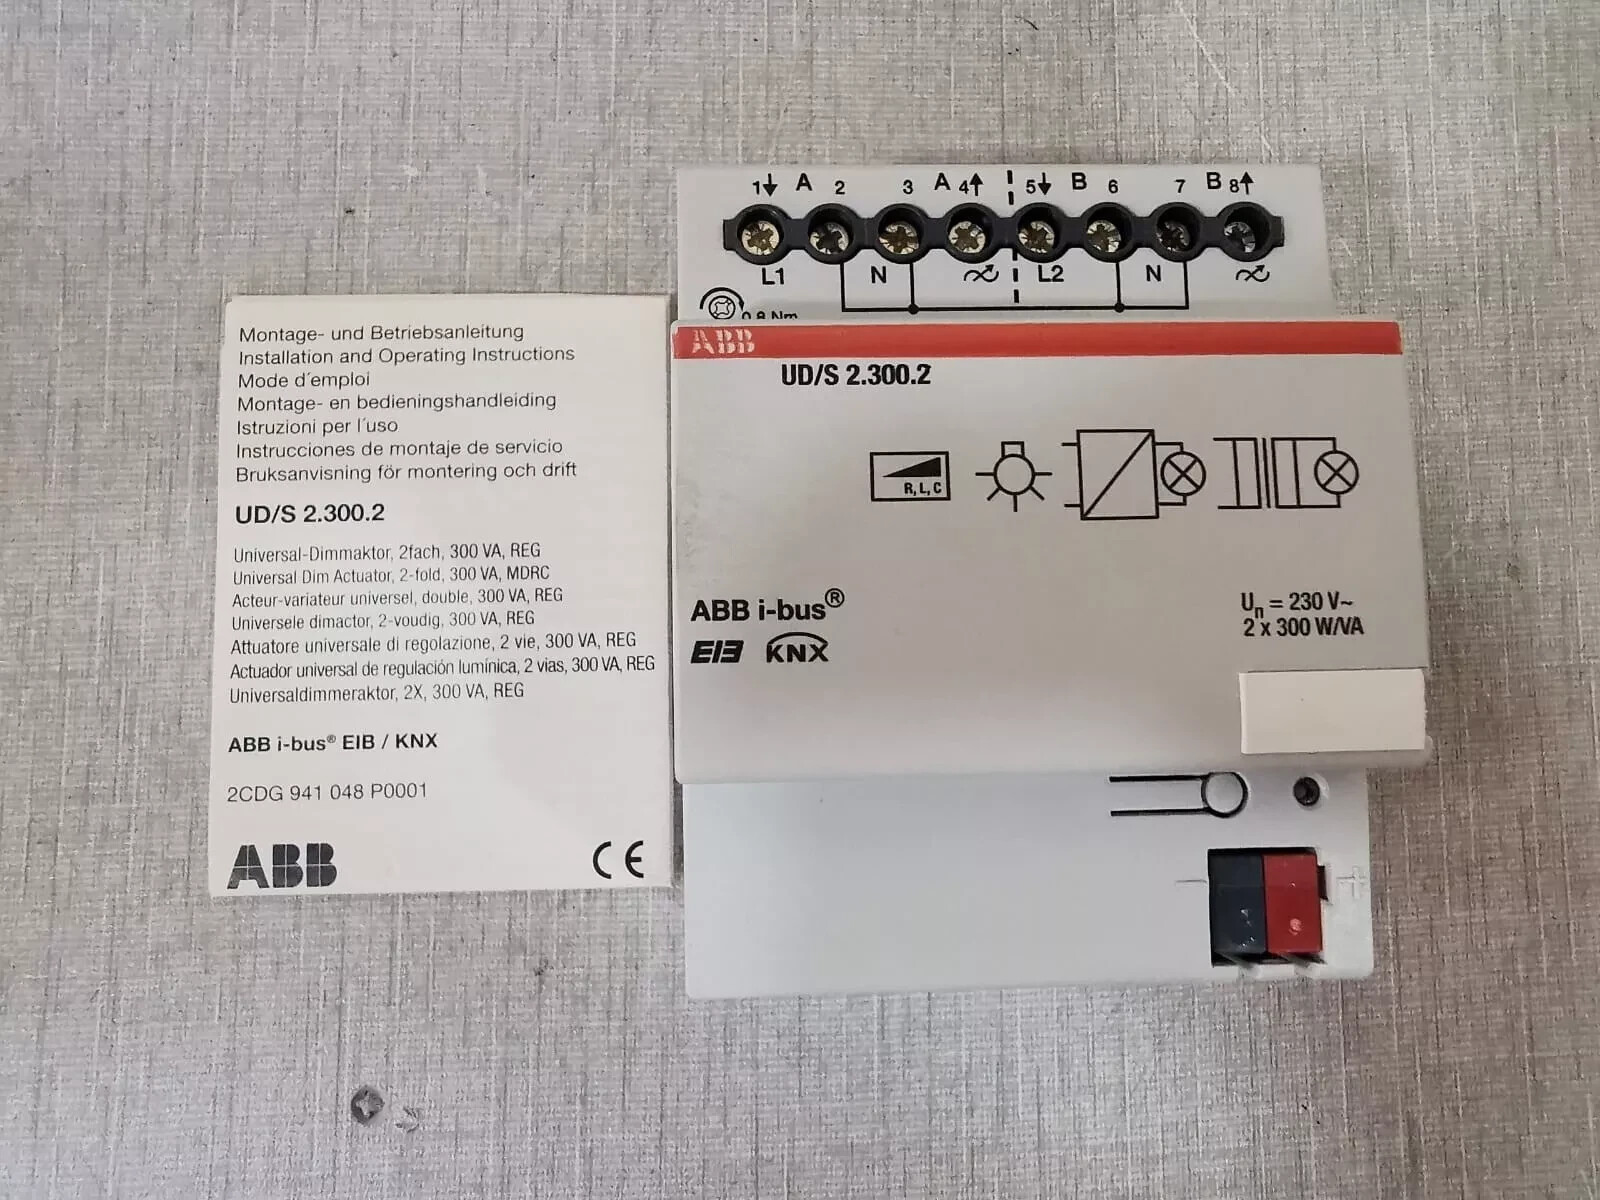 Montage- und Betriebsanleitung
Installation and Operating Instructions
Mode d´emploi
Montage- en bedieningshandleiding
Istruzioni per l´uso
Instrucciones de montaje de servicio
Bruksanvisning för montering och drift
UD/S 2.300.2
Universal-Dimmaktor, 2fach, 300 VA, REG
Universal Dim Actuator, 2-fold, 300 VA, MDRC
Acteur-variateur universel, double, 300 VA, REG
Universele dimactor, 2-voudig, 300 VA, REG
Attuatore universale di regolazione, 2 vie, 300 VA, REG
Actuador universal de regulación lumínica, 2 vias, 300 VA, REG
Universaldimmeraktor, 2X, 300 VA, REG
ABB i-bus® EIB / KNX
2CDG 941 048 P0001
ABB CE
1 A 2 3 A 4 5 B 6 7 B 8
L1 N L2 N
0,8 Nm
ABB
UD/S 2.300.2
R, L, C
ABB i-bus®
EIB KNX
Un = 230 V~
2 x 300 W/VA